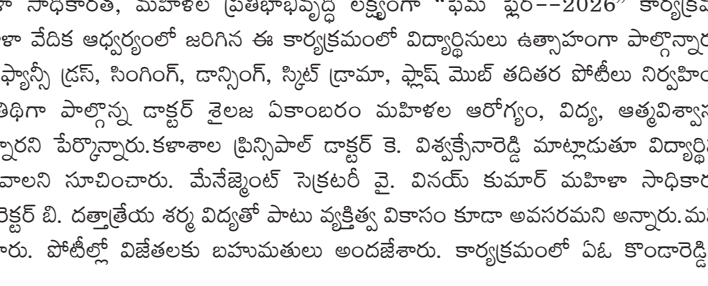 సాధికారత, మహిళల ప్రతిభాభివృద్ధి లక్ష్యంగా “ఫెమ్ ఫ్లేర్--2026” కార్యక్రమ
ళా వేదిక ఆధ్వర్యంలో జరిగిన ఈ కార్యక్రమంలో విద్యార్థినులు ఉత్సాహంగా పాల్గొన్నార
ఫ్యాన్సీ డ్రెస్, సింగింగ్, డాన్సింగ్, స్కిట్ డ్రామా, ఫ్లాష్ మొబ్ తదితర పోటీలు నిర్వహిం
తిథిగా పాల్గొన్న డాక్టర్ శైలజ ఏకాంబరం మహిళల ఆరోగ్యం, విద్య, ఆత్మవిశ్వాస
న్నారని పేర్కొన్నారు.కళాశాల ప్రిన్సిపాల్ డాక్టర్ కె. విశ్వక్సేనారెడ్డి మాట్లాడుతూ విద్యార్థి
వాలని సూచించారు. మేనేజ్మెంట్ సెక్రటరీ వై. వినయ్ కుమార్ మహిళా సాధికార
రెక్టర్ బి. దత్తాత్రేయ శర్మ విద్యతో పాటు వ్యక్తిత్వ వికాసం కూడా అవసరమని అన్నారు.మ
రు. పోటీల్లో విజేతలకు బహుమతులు అందజేశారు. కార్యక్రమంలో ఏఓ కొండారెడ్డి